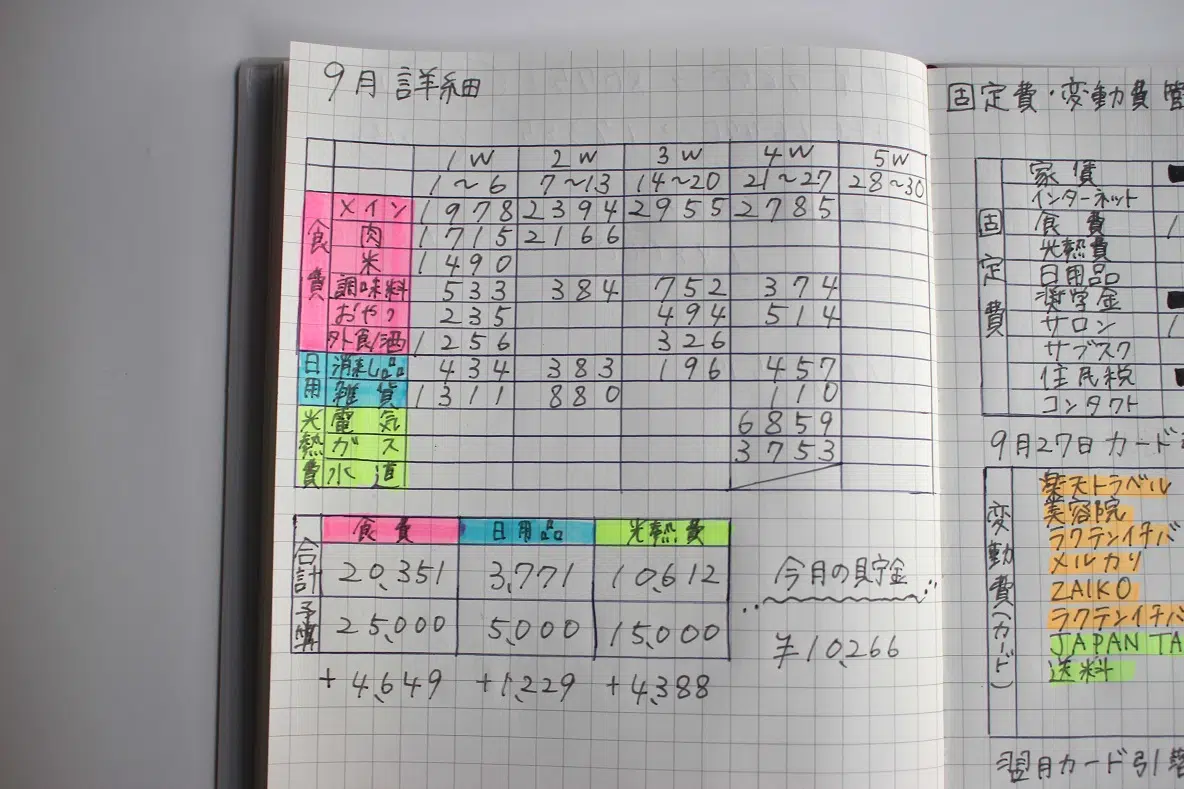 9月 詳細
1W 2W 3W 4W 5W
1〜6 7〜13 14〜20 21〜27 28〜30
食費
メイン 1978 2394 2955 2785
肉 1715 2166
米 1490
調味料 533 384 752 374
おやつ 235 494 514
外食/酒 1256 326
日用
消耗品 434 383 196 457
雑貨 1311 880 110
光熱費
電気 6859
ガス 3753
水道
食費 日用品 光熱費
合計 20,351 3,771 10,612
予算 25,000 5,000 15,000
+4,649 +1,229 +4,388
今月の貯金
¥10,266
固定費・変動費
固定費
家賃
インターネット
食費
光熱費
日用品
奨学金
サロン
サブスク
住民税
コンタクト
9月27日 カード
変動費(カード)
楽天トラベル
美容院
ラクテンイチバ
メルカリ
ZAIKO
ラクテンイチバ
JAPAN TA
送料
翌月カード引